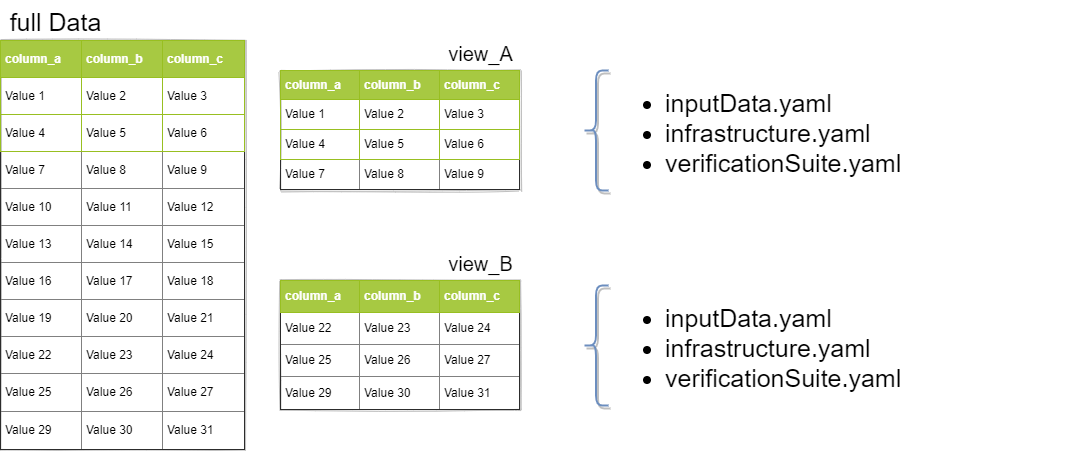 full Data
column_a column_b column_c
Value 1 Value 2 Value 3
Value 4 Value 5 Value 6
Value 7 Value 8 Value 9
Value 10 Value 11 Value 12
Value 13 Value 14 Value 15
Value 16 Value 17 Value 18
Value 19 Value 20 Value 21
Value 22 Value 23 Value 24
Value 25 Value 26 Value 27
Value 29 Value 30 Value 31
view_A
column_a column_b column_c
Value 1 Value 2 Value 3
Value 4 Value 5 Value 6
Value 7 Value 8 Value 9
• inputData.yaml
• infrastructure.yaml
• verificationSuite.yaml
view_B
column_a column_b column_c
Value 22 Value 23 Value 24
Value 25 Value 26 Value 27
Value 29 Value 30 Value 31
• inputData.yaml
• infrastructure.yaml
• verificationSuite.yaml